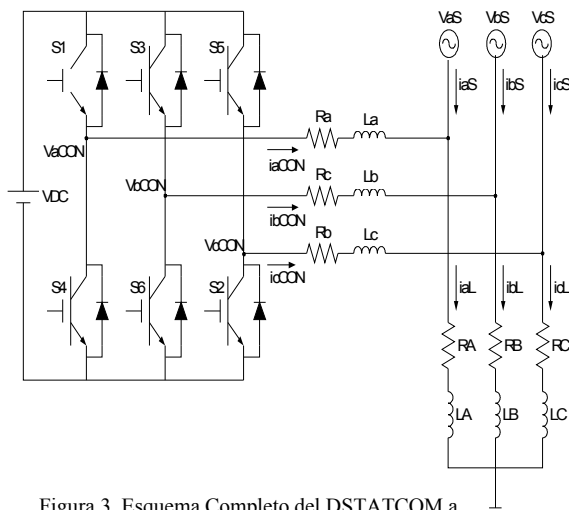 VaS VbS VcS
S1 S3 S5
iaS ibS icS
Ra La
VaCON
iaCON
VbCON
Rc Lb
VDC
ibCON
VcCON
Rb Lc
icCON
S4 S6 S2
iaL ibL icL
RA RB RC
LA LB LC
Figura 3. Esquema Completo del DSTATCOM a